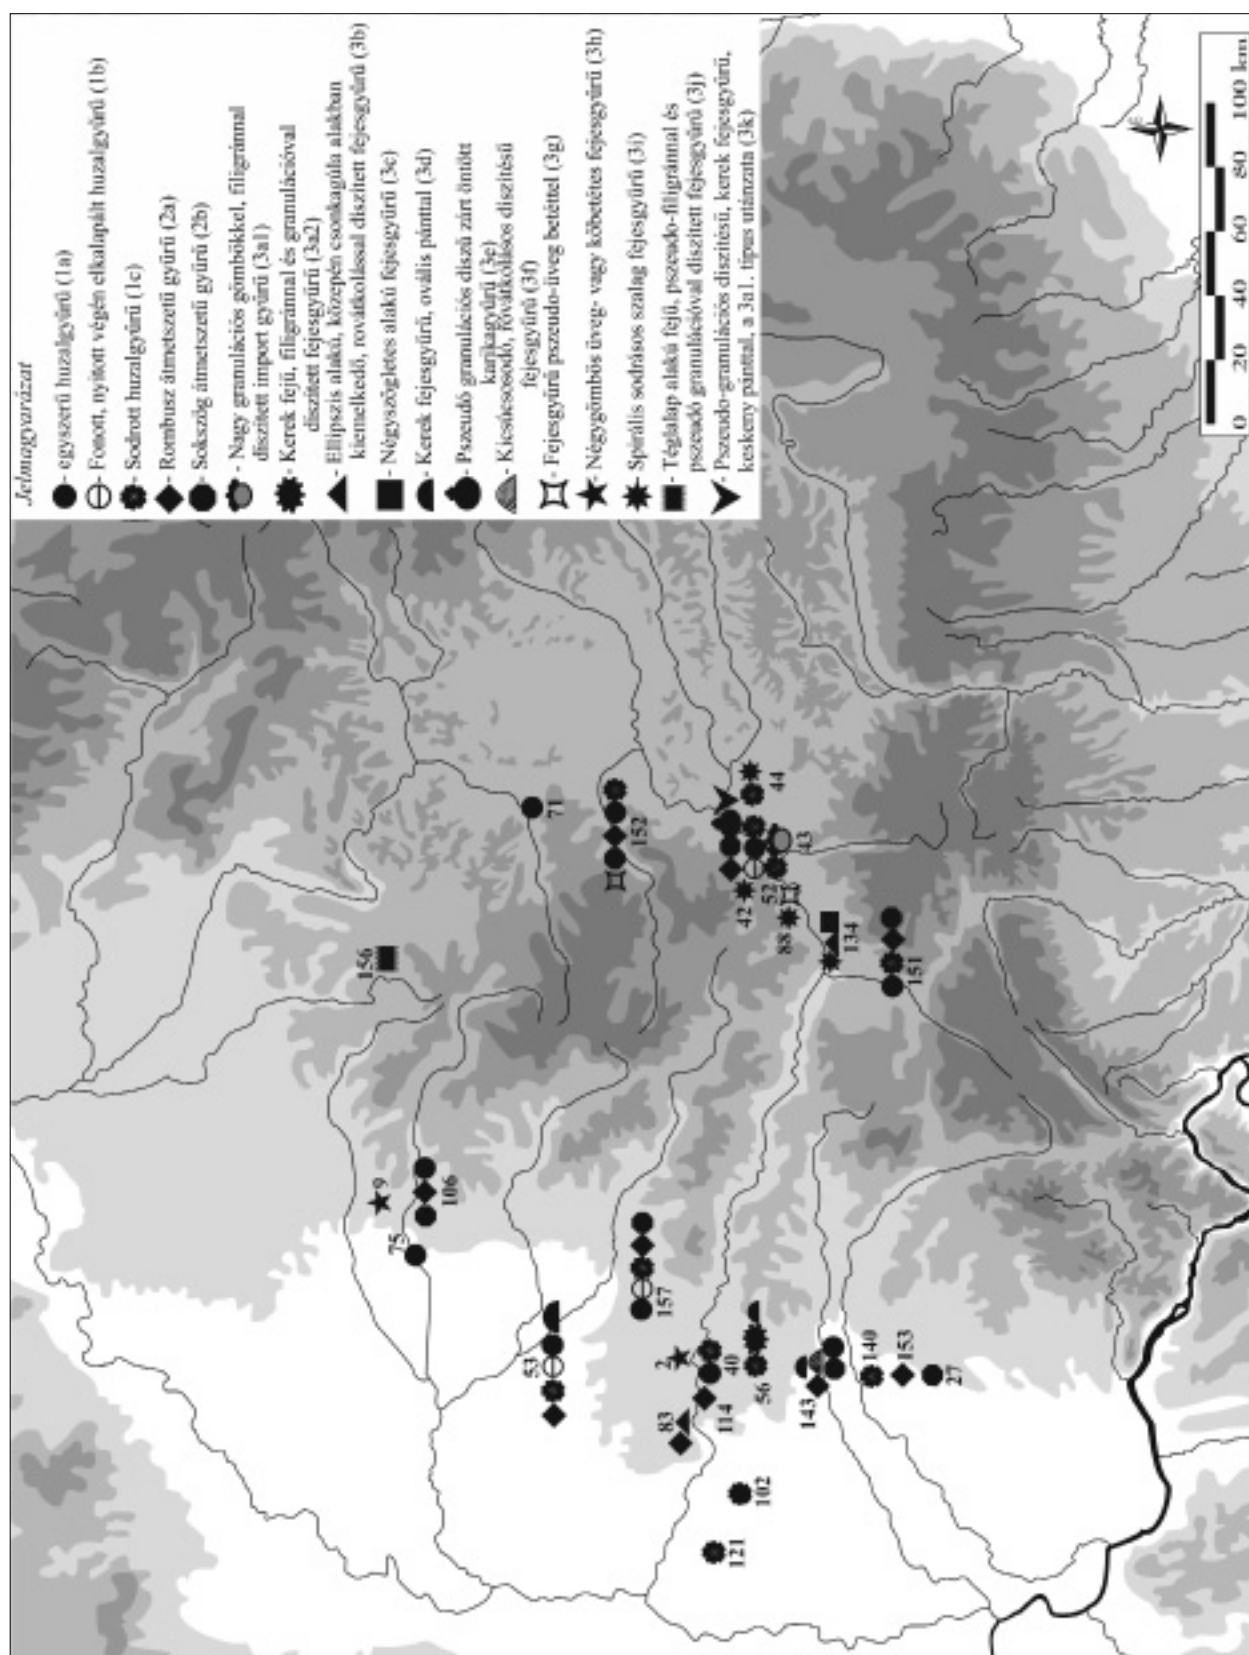 Jelmagyarázat
- egyszerű huzalgyűrű (1a)
- Fonott, nyitott végén elkalapált huzalgyűrű (1b)
- Sodrott huzalgyűrű (1c)
- Rombusz átmetszetű gyűrű (2a)
- Sokszög átmetszetű gyűrű (2b)
- Nagy granulációs gömbökkel, filigránnal
díszített import gyűrű (3a1)
- Kerek fejű, filigránnal és granulációval
díszített fejesgyűrű (3a2)
- Ellipszis alakú, közepén csonkagúla alakban
kiemelkedő, rovátkolással díszített fejesgyűrű (3b)
- Négyszögletes alakú fejesgyűrű (3c)
- Kerek fejesgyűrű, ovális pánttal (3d)
- Pszeudó granulációs díszű zárt öntött
karikagyűrű (3e)
- Kicsúcsosodó, rovátkolásos díszítésű
fejesgyűrű (3f)
- Fejesgyűrű pszeudo-üveg betéttel (3g)
- Négygömbös üveg- vagy kőbetétes fejesgyűrű (3h)
- Spirális sodrásos szalag fejesgyűrű (3i)
- Téglalap alakú fejű, pszeudo-filigránnal és
pszeudó granulációval díszített fejesgyűrű (3j)
- Pszeudo-granulációs díszítésű, kerek fejesgyűrű,
keskeny pánttal, a 3a1. típus utánzata (3k)
0 20 40 60 80 100 km
156
71
9
106
75
152
53
157
44
43
42
52
88
134
151
2
40
56
83
114
143
140
153
27
102
121